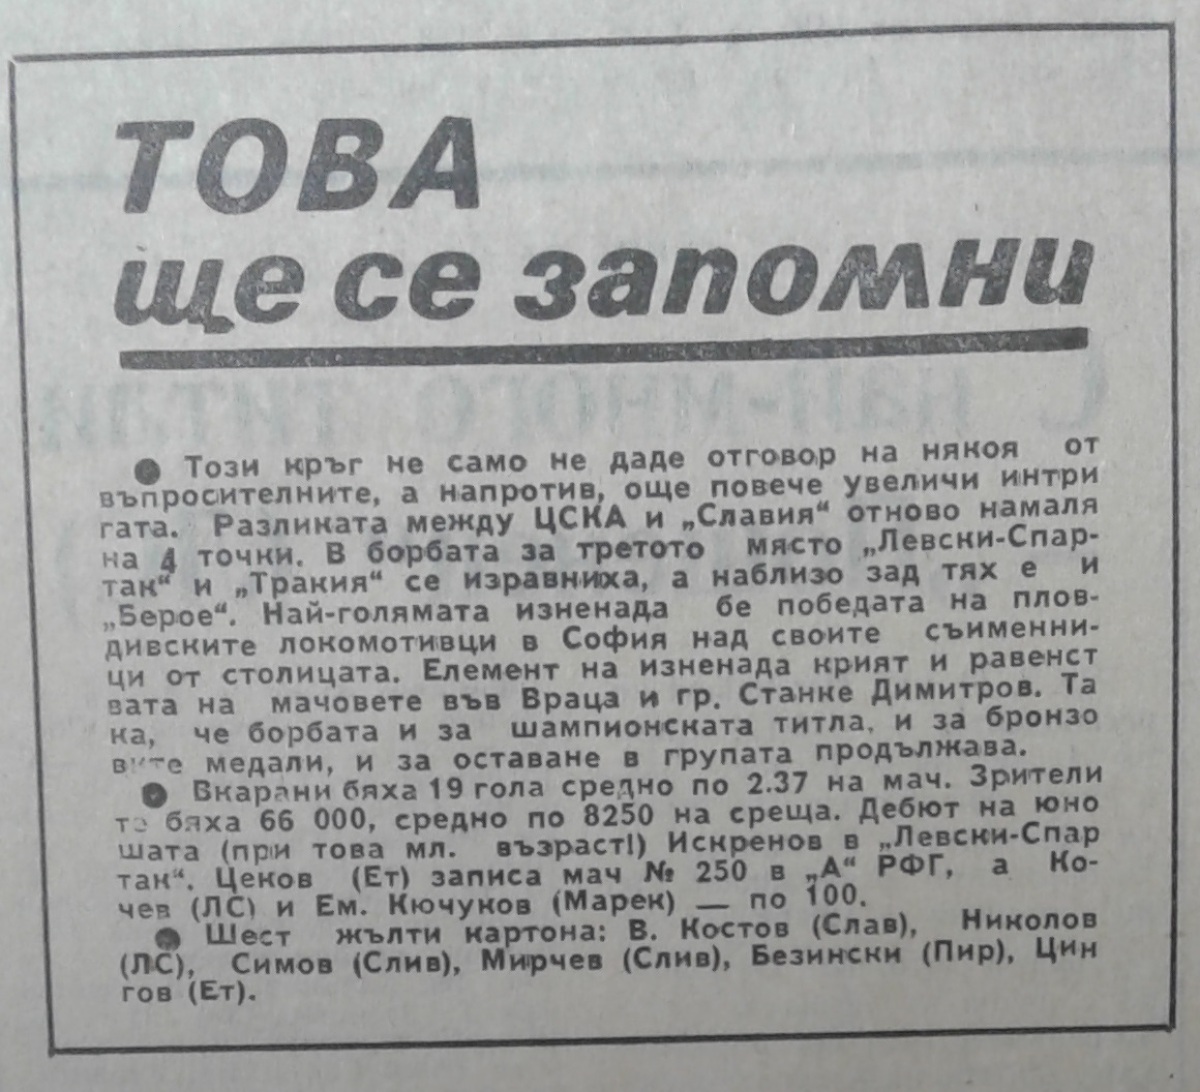 ТОВА
ще се запомни
● Този кръг не само не даде отговор на някоя от
въпросителните, а напротив, още повече увеличи интри
гата. Разликата между ЦСКА и „Славия“ отново намаля
на 4 точки. В борбата за третото място „Левски-Спар-
так“ и „Тракия“ се изравниха, а наблизо зад тях е и
„Берое“. Най-голямата изненада бе победата на плов-
дивските локомотивци в София над своите съименни-
ци от столицата. Елемент на изненада крият и равенст
вата на мачовете във Враца и гр. Станке Димитров. Та
ка, че борбата и за шампионската титла, и за бронзо
вите медали, и за оставане в групата продължава.
● Вкарани бяха 19 гола средно по 2.37 на мач. Зрители
те бяха 66 000, средно по 8250 на среща. Дебют на юно
шата (при това мл. възраст!) Искренов в „Левски-Спар
так“. Цеков (Ет) записа мач № 250 в „А“ РФГ, а Ко-
чев (ЛС) и Ем. Кючуков (Марек) — по 100.
● Шест жълти картона: В. Костов (Слав), Николов
(ЛС), Симов (Слив), Мирчев (Слив), Безински (Пир), Цин
гов (Ет).